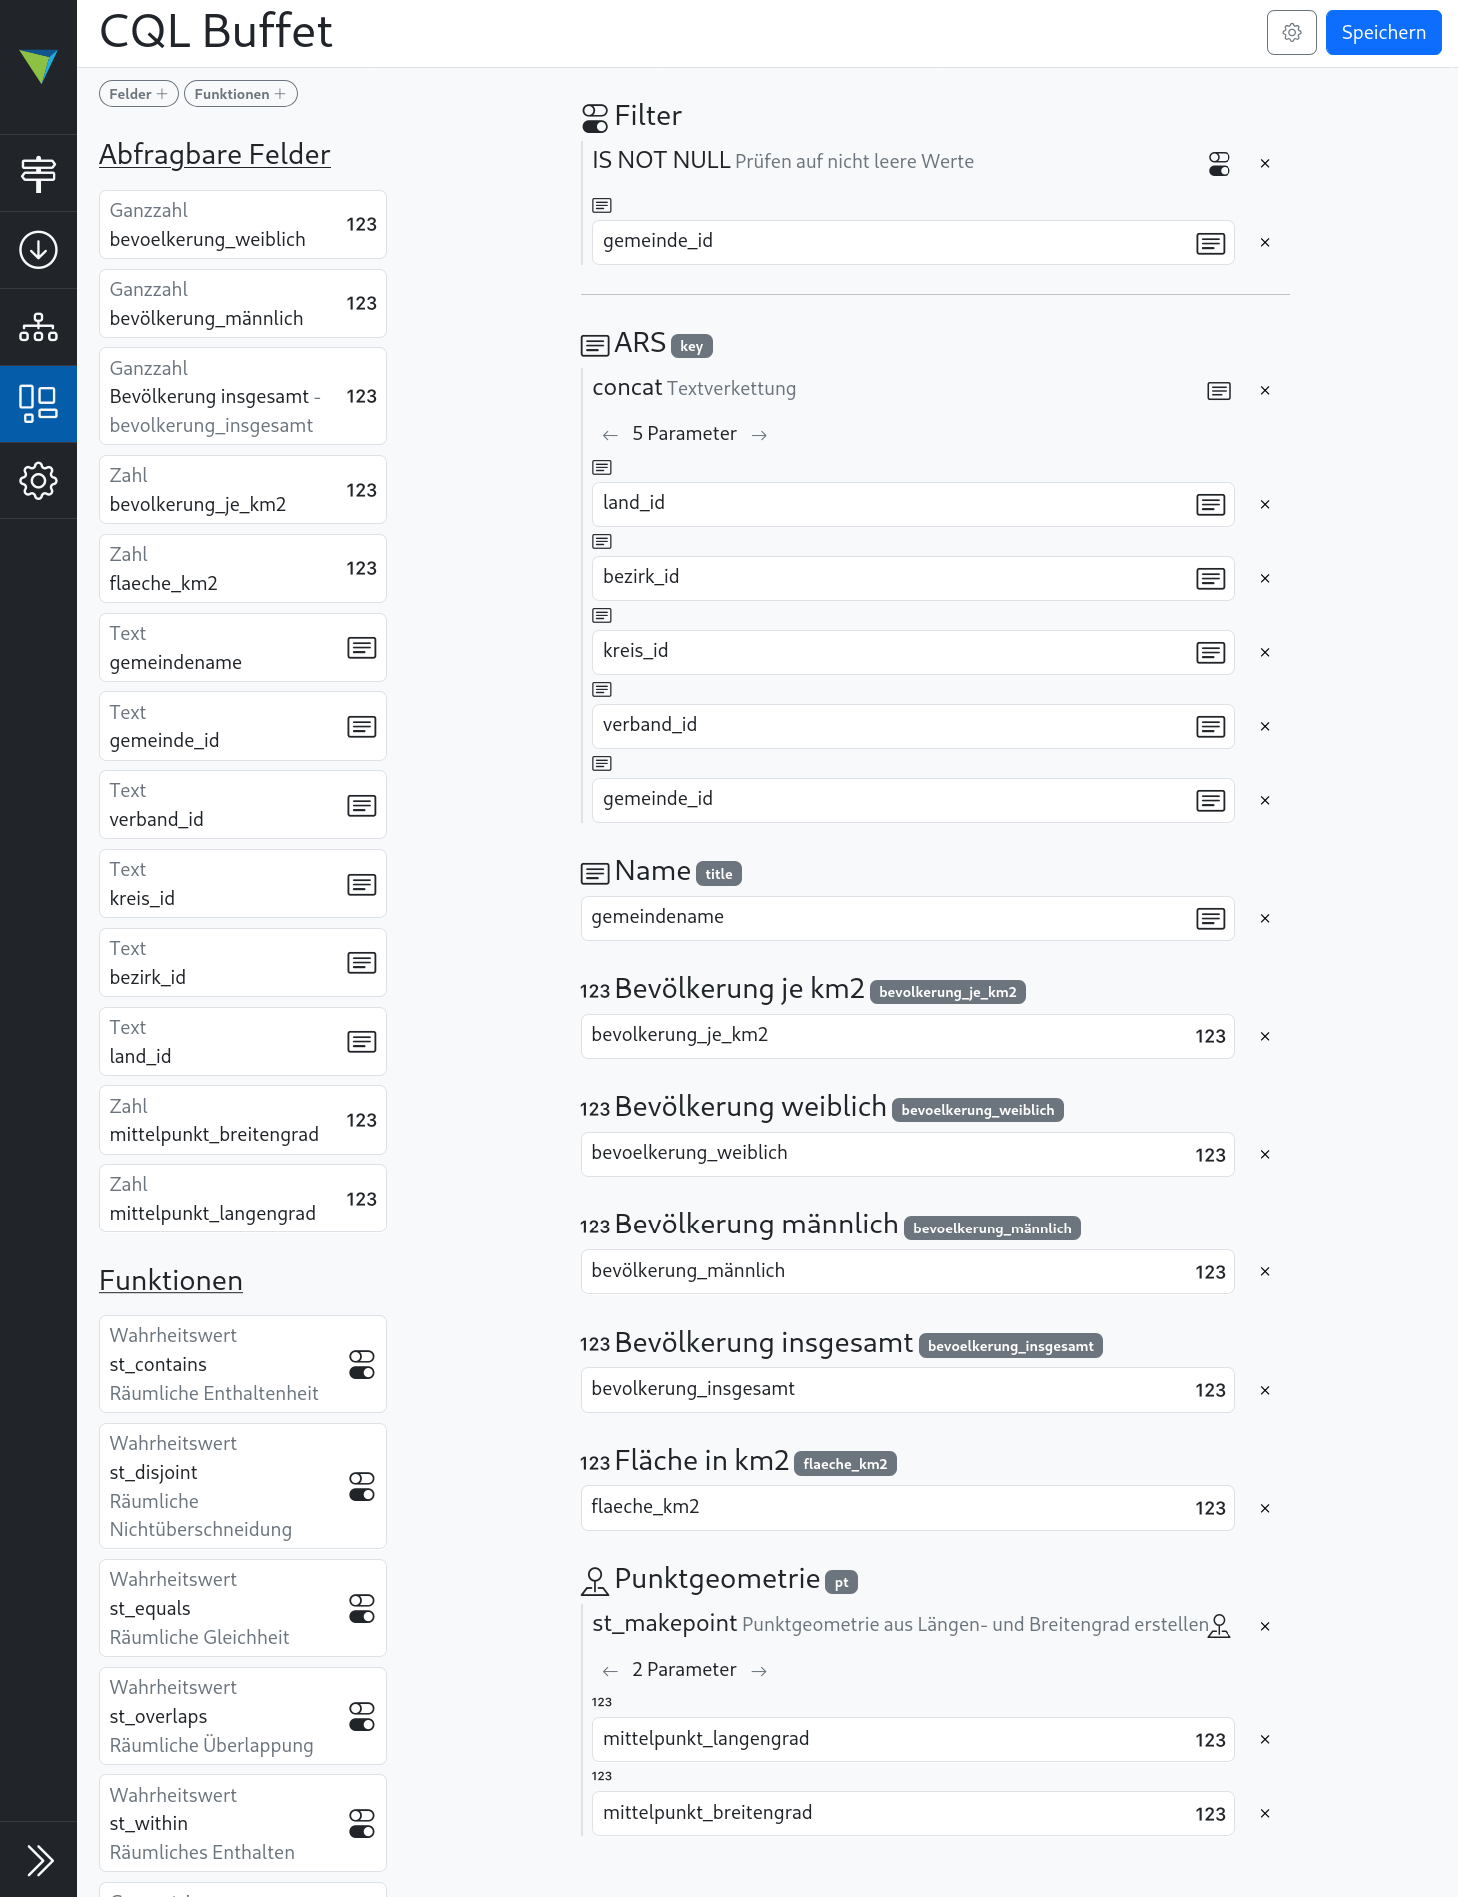 CQL Buffet
Speichern
Felder +
Funktionen +
Abfragbare Felder
Ganzzahl
bevoelkerung_weiblich
123
Ganzzahl
bevölkerung_männlich
123
Ganzzahl
Bevölkerung insgesamt -
bevolkerung_insgesamt
123
Zahl
bevolkerung_je_km2
123
Zahl
flaeche_km2
123
Text
gemeindename
Text
gemeinde_id
Text
verband_id
Text
kreis_id
Text
bezirk_id
Text
land_id
Zahl
mittelpunkt_breitengrad
123
Zahl
mittelpunkt_langengrad
123
Funktionen
Wahrheitswert
st_contains
Räumliche Enthaltenheit
Wahrheitswert
st_disjoint
Räumliche
Nichtüberschneidung
Wahrheitswert
st_equals
Räumliche Gleichheit
Wahrheitswert
st_overlaps
Räumliche Überlappung
Wahrheitswert
st_within
Räumliches Enthalten
Filter
IS NOT NULL Prüfen auf nicht leere Werte
×
gemeinde_id
×
ARS key
concat Textverkettung
×
← 5 Parameter →
land_id
×
bezirk_id
×
kreis_id
×
verband_id
×
gemeinde_id
×
Name title
gemeindename
×
123 Bevölkerung je km2 bevolkerung_je_km2
bevolkerung_je_km2 123 ×
123 Bevölkerung weiblich bevoelkerung_weiblich
bevoelkerung_weiblich 123 ×
123 Bevölkerung männlich bevoelkerung_männlich
bevölkerung_männlich 123 ×
123 Bevölkerung insgesamt bevoelkerung_insgesamt
bevolkerung_insgesamt 123 ×
123 Fläche in km2 flaeche_km2
flaeche_km2 123 ×
Punktgeometrie pt
st_makepoint Punktgeometrie aus Längen- und Breitengrad erstellen
×
← 2 Parameter →
123
mittelpunkt_langengrad 123 ×
123
mittelpunkt_breitengrad 123 ×